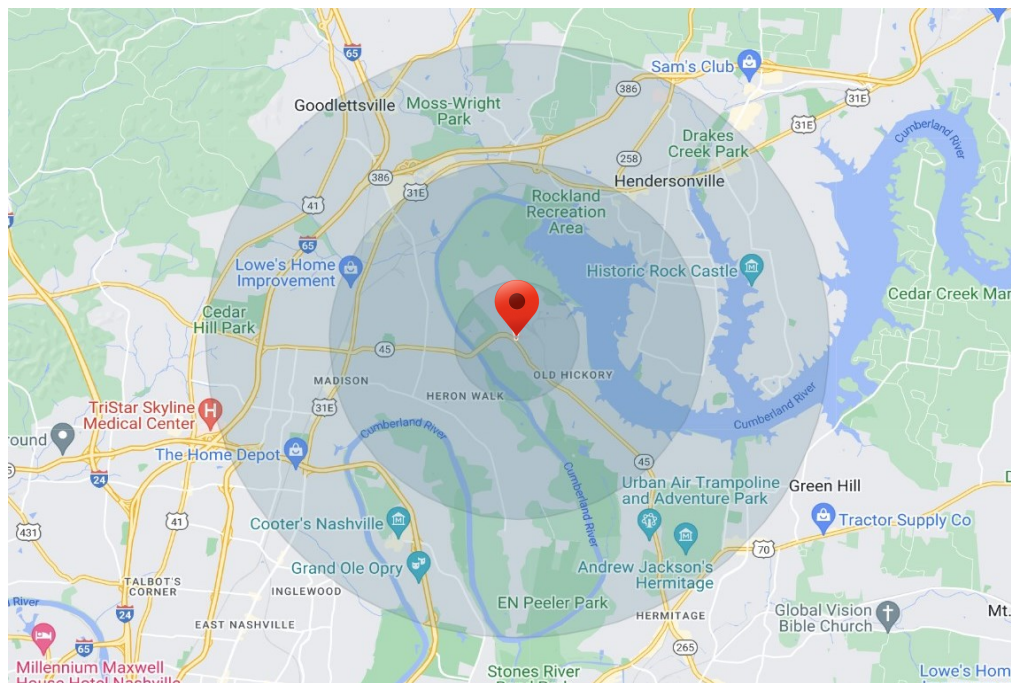 65
Sam's Club
386
31E
Goodlettsville
Moss-Wright
Park
31E
Drakes
Creek Park
Cumberland River
258
386
31E
Hendersonville
Rockland
Recreation
Area
41
65
Lowe's Home
Improvement
Historic Rock Castle
Cedar Creek Mar
Cedar
Hill Park
45
OLD HICKORY
MADISON
HERON WALK
31E
TriStar Skyline
Medical Center
Cumberland River
Cumberland River
round
The Home Depot
45
24
Cumberland River
Urban Air Trampoline
and Adventure Park
Green Hill
41
431
Cooter's Nashville
Tractor Supply Co
70
Grand Ole Opry
Andrew Jackson's
Hermitage
TALBOT'S
CORNER
INGLEWOOD
EN Peeler Park
River
24
EAST NASHVILLE
HERMITAGE
Global Vision
Bible Church
Mt.
65
265
Millennium Maxwell
House Hotel Nashville
Stones River
Lowe's Hom